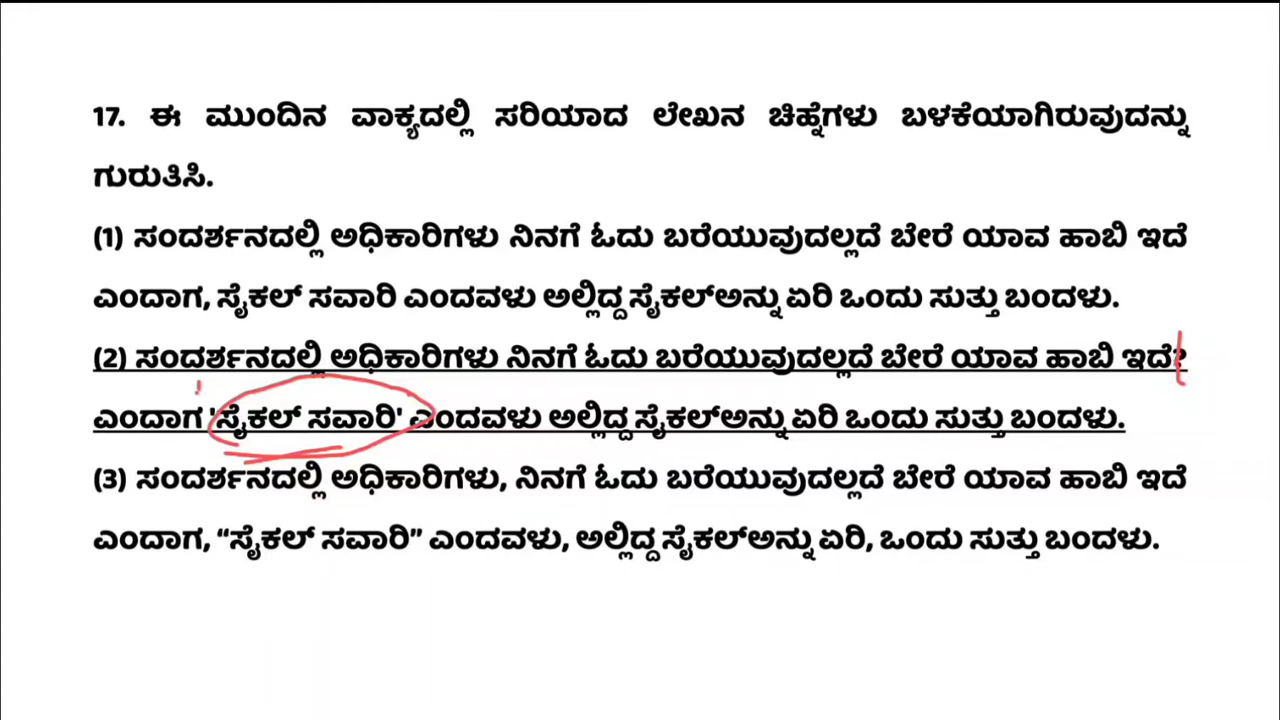 17. ಈ ಮುಂದಿನ ವಾಕ್ಯದಲ್ಲಿ ಸರಿಯಾದ ಲೇಖನ ಚಿಹ್ನೆಗಳು ಬಳಕೆಯಾಗಿರುವುದನ್ನು
ಗುರುತಿಸಿ.
(1) ಸಂದರ್ಶನದಲ್ಲಿ ಅಧಿಕಾರಿಗಳು ನಿನಗೆ ಓದು ಬರೆಯುವುದಲ್ಲದೆ ಬೇರೆ ಯಾವ ಹಾಬಿ ಇದೆ
ಎಂದಾಗ, ಸೈಕಲ್ ಸವಾರಿ ಎಂದವಳು ಅಲ್ಲಿದ್ದ ಸೈಕಲ್‌ಅನ್ನು ಏರಿ ಒಂದು ಸುತ್ತು ಬಂದಳು.
(2) ಸಂದರ್ಶನದಲ್ಲಿ ಅಧಿಕಾರಿಗಳು ನಿನಗೆ ಓದು ಬರೆಯುವುದಲ್ಲದೆ ಬೇರೆ ಯಾವ ಹಾಬಿ ಇದೆ?
ಎಂದಾಗ 'ಸೈಕಲ್ ಸವಾರಿ' ಎಂದವಳು ಅಲ್ಲಿದ್ದ ಸೈಕಲ್‌ಅನ್ನು ಏರಿ ಒಂದು ಸುತ್ತು ಬಂದಳು.
(3) ಸಂದರ್ಶನದಲ್ಲಿ ಅಧಿಕಾರಿಗಳು, ನಿನಗೆ ಓದು ಬರೆಯುವುದಲ್ಲದೆ ಬೇರೆ ಯಾವ ಹಾಬಿ ಇದೆ
ಎಂದಾಗ, “ಸೈಕಲ್ ಸವಾರಿ” ಎಂದವಳು, ಅಲ್ಲಿದ್ದ ಸೈಕಲ್‌ಅನ್ನು ಏರಿ, ಒಂದು ಸುತ್ತು ಬಂದಳು.